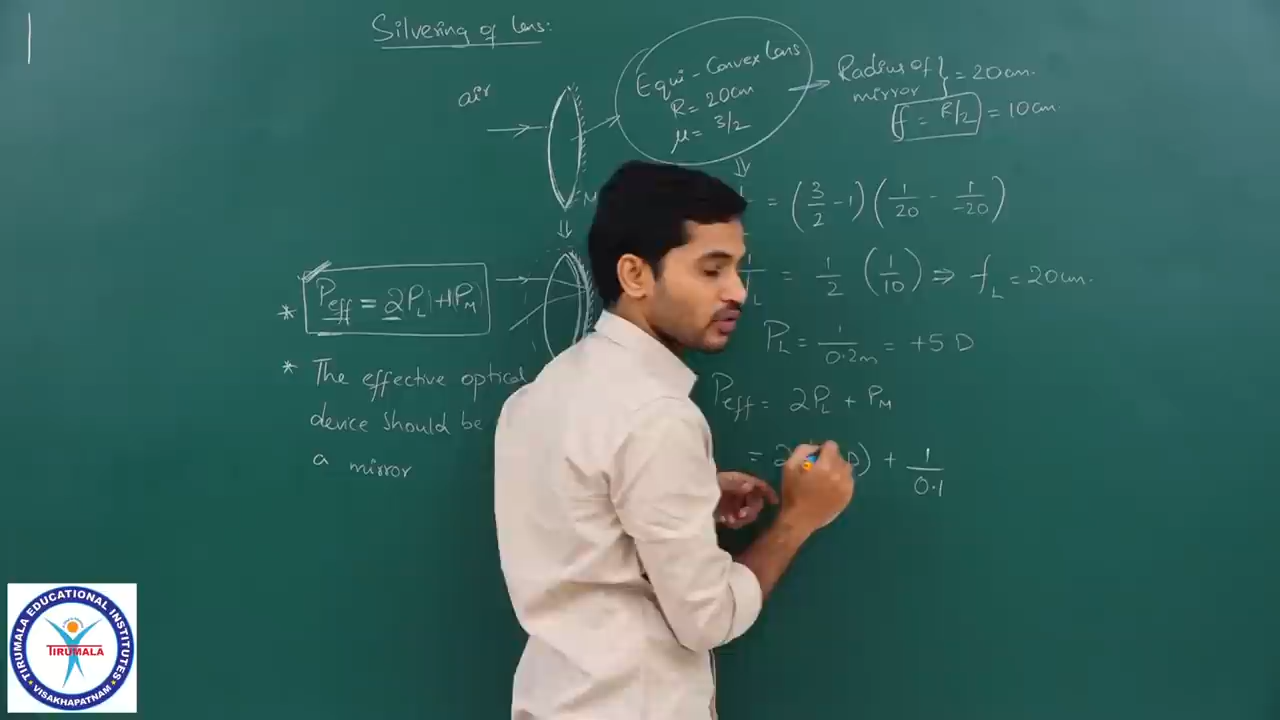 Silvering of lens:
air
Equi-Convex Lens
R = 20cm
μ = 3/2
Radius of mirror } = 20cm.
f = R/2 = 10cm.
M
= (3/2 - 1) (1/20 - 1/-20)
= 1/2 (1/10) ⇒ f_L = 20cm.
P_L = 1/0.2m = +5 D
* P_eff = 2P_L + P_M
* The effective optical
device should be
a mirror
P_eff = 2P_L + P_M
= 2 D) + 1/0.1
TIRUMALA EDUCATIONAL INSTITUTES
TIRUMALA
VISAKHAPATNAM